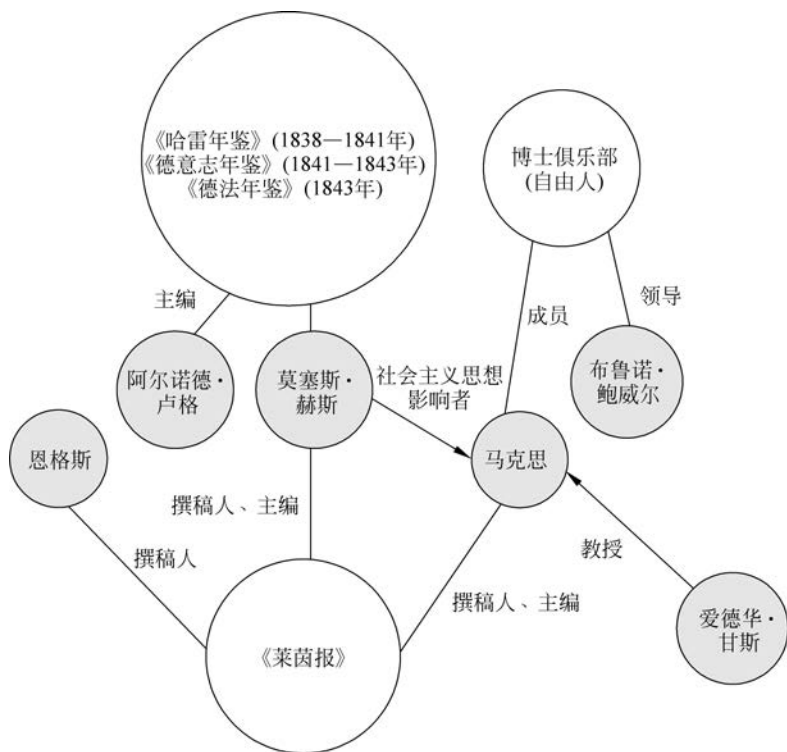 《哈雷年鉴》(1838—1841年)
《德意志年鉴》(1841—1843年)
《德法年鉴》(1843年)
博士俱乐部
(自由人)
主编
成员
领导
阿尔诺德·
卢格
莫塞斯·
赫斯
社会主义思想
影响者
布鲁诺·
鲍威尔
恩格斯
马克思
撰稿人、主编
撰稿人
教授
撰稿人、主编
爱德华·
甘斯
《莱茵报》